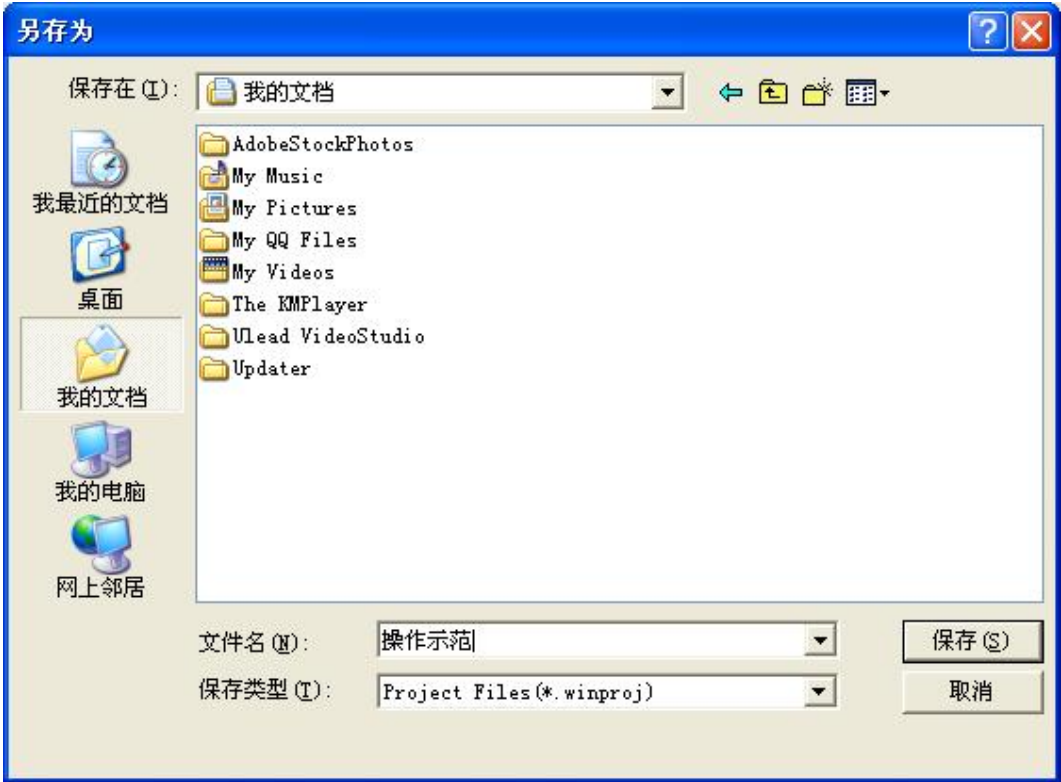 另存为
保存在(I):
我的文档
我最近的文档
桌面
我的文档
我的电脑
网上邻居
AdobeStockPhotos
My Music
My Pictures
My QQ Files
My Videos
The KMPlayer
Ulead VideoStudio
Updater
文件名(N):
操作示范
保存(S)
保存类型(T):
Project Files(*.winproj)
取消